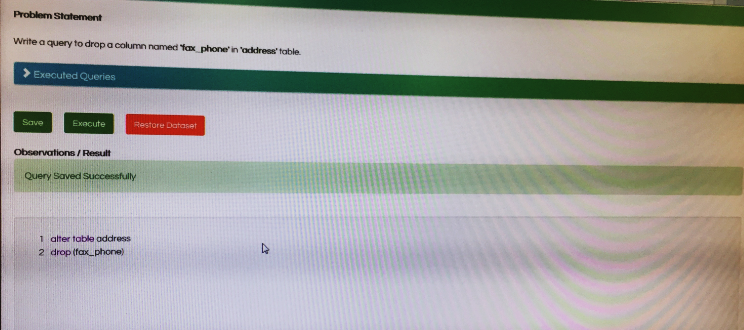 Problem Statement
Write a query to drop a column named 'fax_phone' in 'address' table.
Executed Queries
Save Execute Restore Dataset
Observations / Result
Query Saved Successfully
1 alter table address
2 drop (fax_phone)